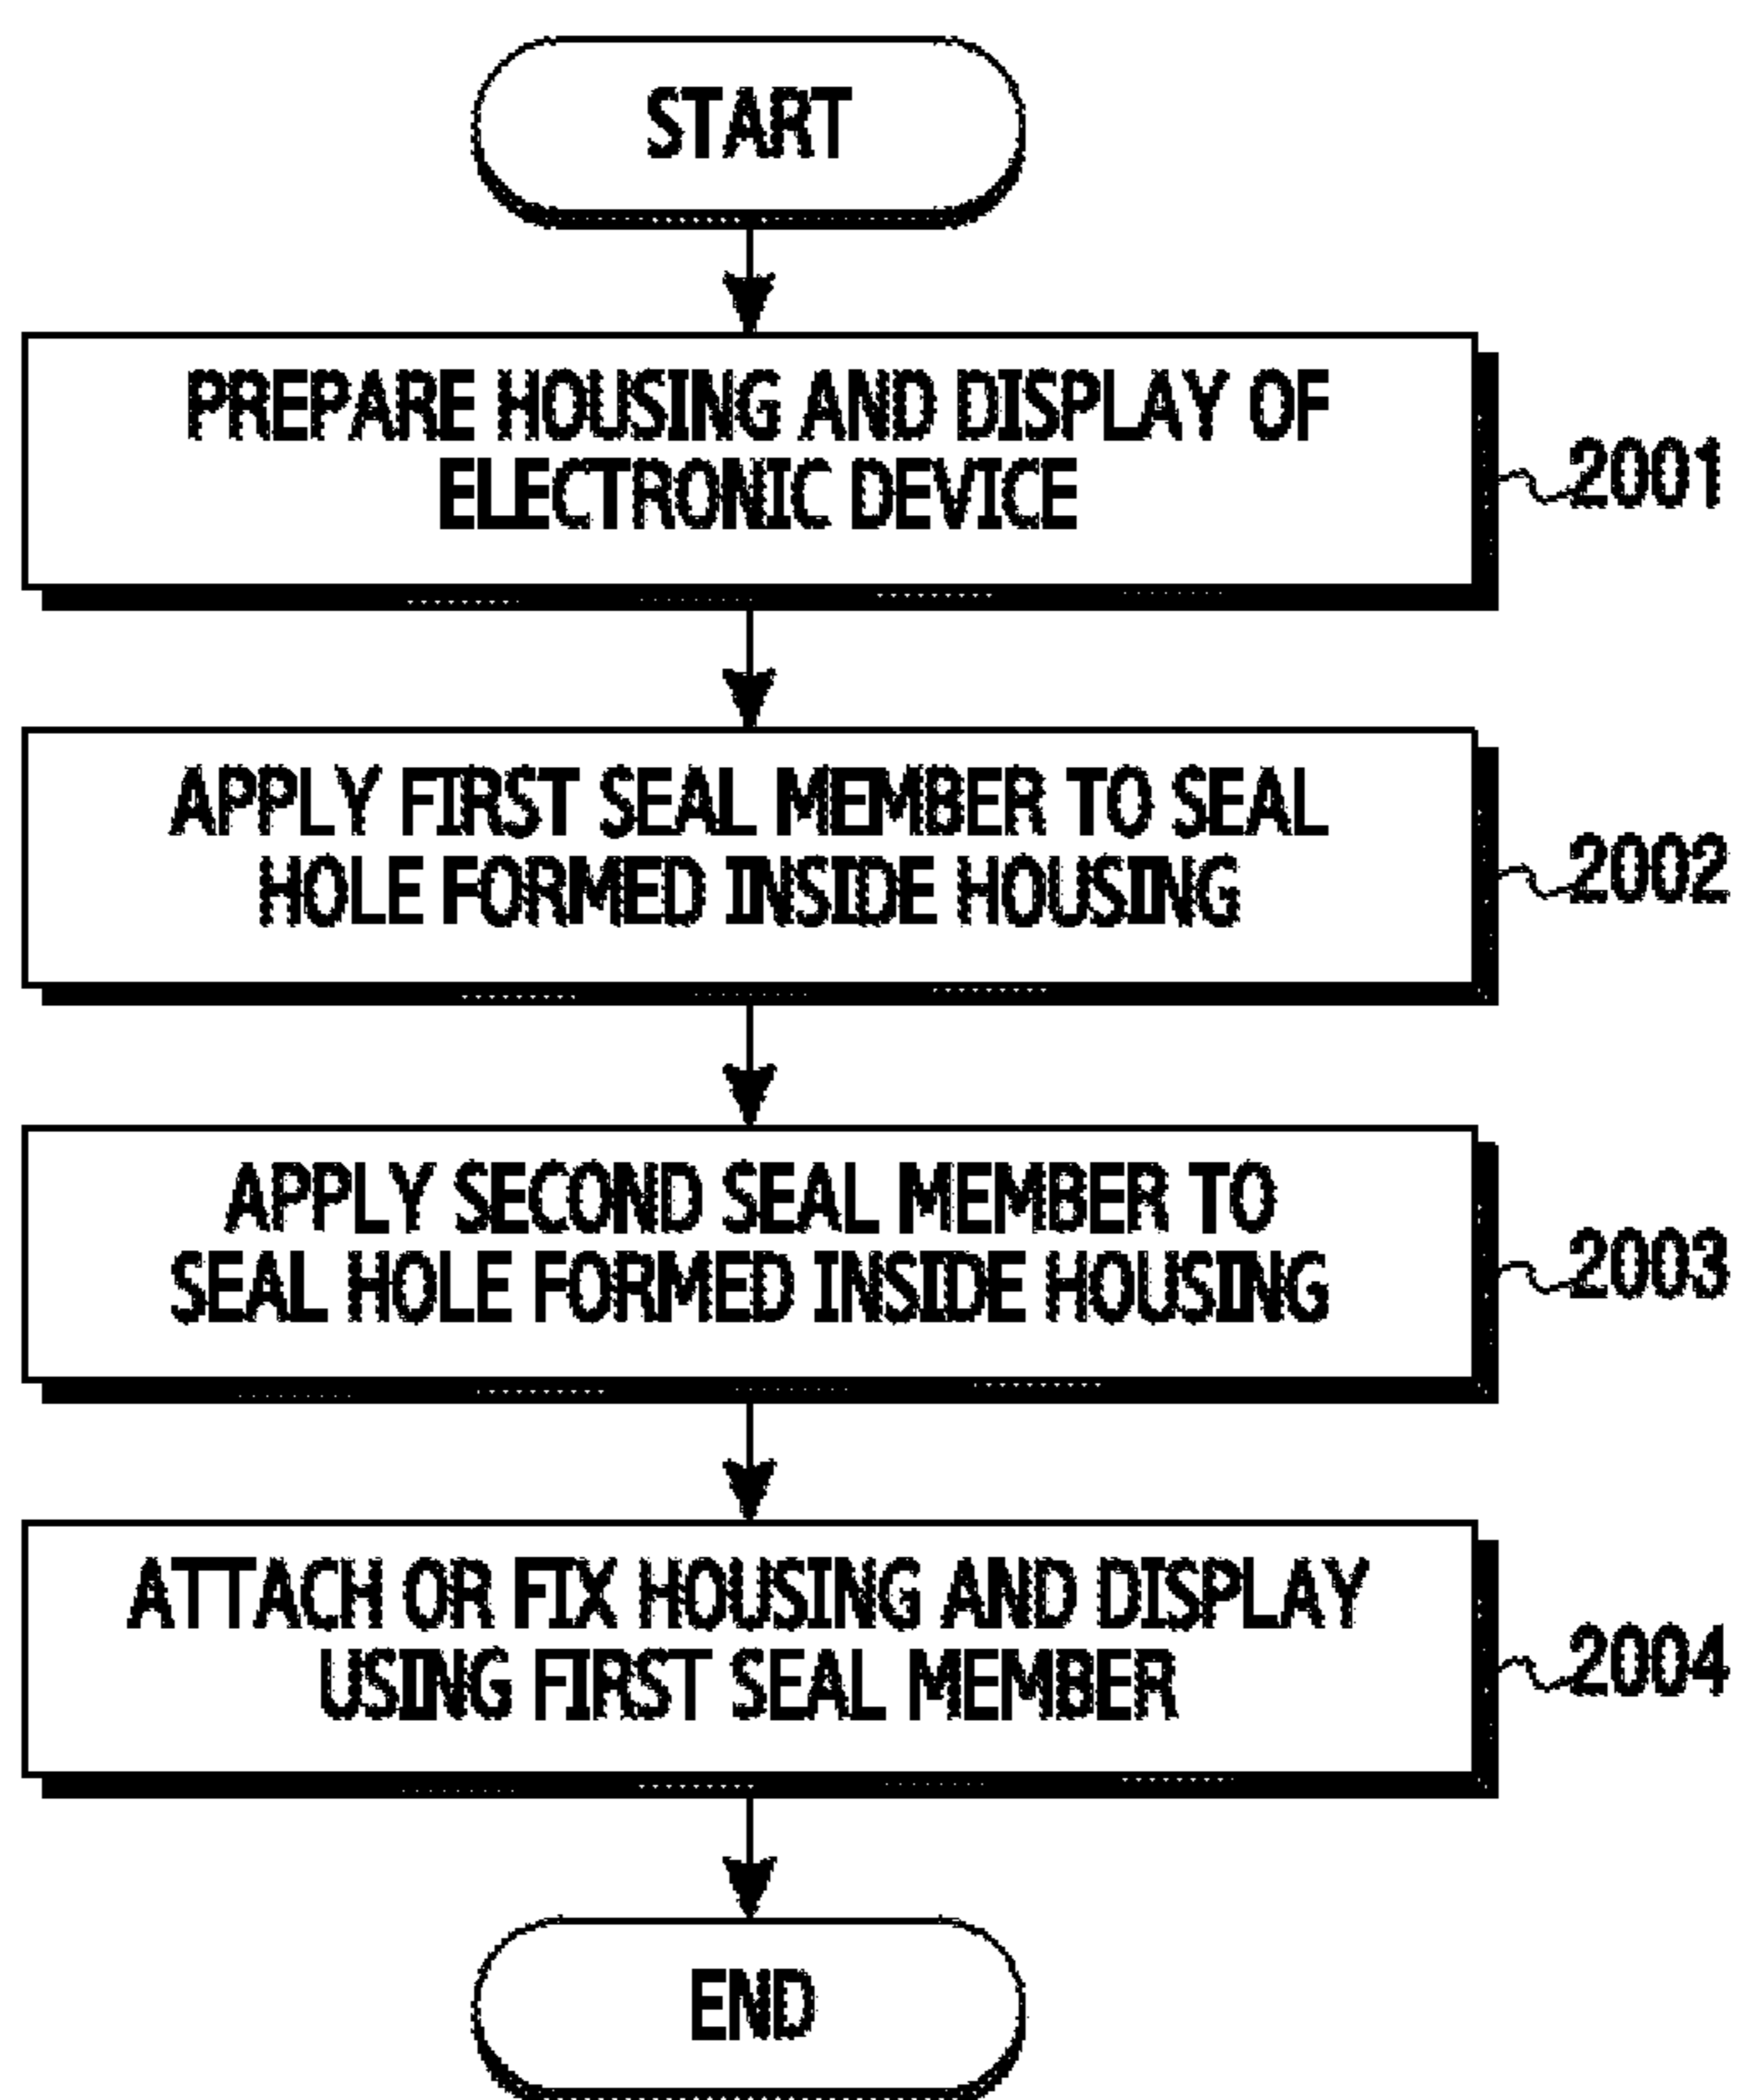 START
PREPARE HOUSING AND DISPLAY OF
ELECTRONIC DEVICE
2001
APPLY FIRST SEAL MEMBER TO SEAL
HOLE FORMED INSIDE HOUSING
2002
APPLY SECOND SEAL MEMBER TO
SEAL HOLE FORMED INSIDE HOUSING
2003
ATTACH OR FIX HOUSING AND DISPLAY
USING FIRST SEAL MEMBER
2004
END